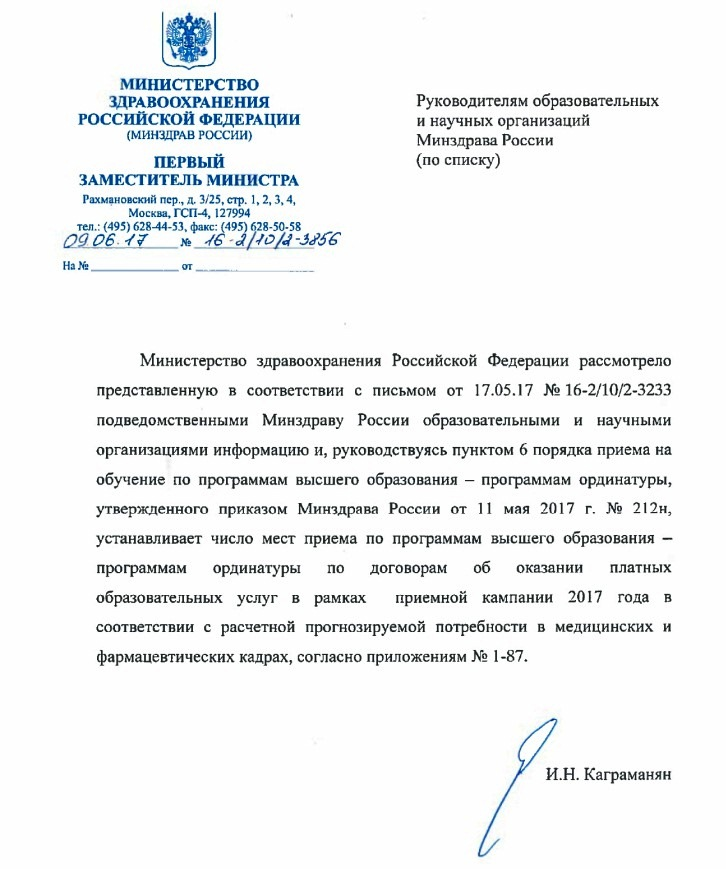 МИНИСТЕРСТВО
ЗДРАВООХРАНЕНИЯ
РОССИЙСКОЙ ФЕДЕРАЦИИ
(МИНЗДРАВ РОССИИ)
ПЕРВЫЙ
ЗАМЕСТИТЕЛЬ МИНИСТРА
Рахмановский пер., д. 3/25, стр. 1, 2, 3, 4,
Москва, ГСП-4, 127994
тел.: (495) 628-44-53, факс: (495) 628-50-58
09.06.17 № 16-2/10/2-3856
На № от
Руководителям образовательных
и научных организаций
Минздрава России
(по списку)
Министерство здравоохранения Российской Федерации рассмотрело
представленную в соответствии с письмом от 17.05.17 № 16-2/10/2-3233
подведомственными Минздраву России образовательными и научными
организациями информацию и, руководствуясь пунктом 6 порядка приема на
обучение по программам высшего образования – программам ординатуры,
утвержденного приказом Минздрава России от 11 мая 2017 г. № 212н,
устанавливает число мест приема по программам высшего образования –
программам ординатуры по договорам об оказании платных
образовательных услуг в рамках приемной кампании 2017 года в
соответствии с расчетной прогнозируемой потребности в медицинских и
фармацевтических кадрах, согласно приложениям № 1-87.
И.Н. Каграманян